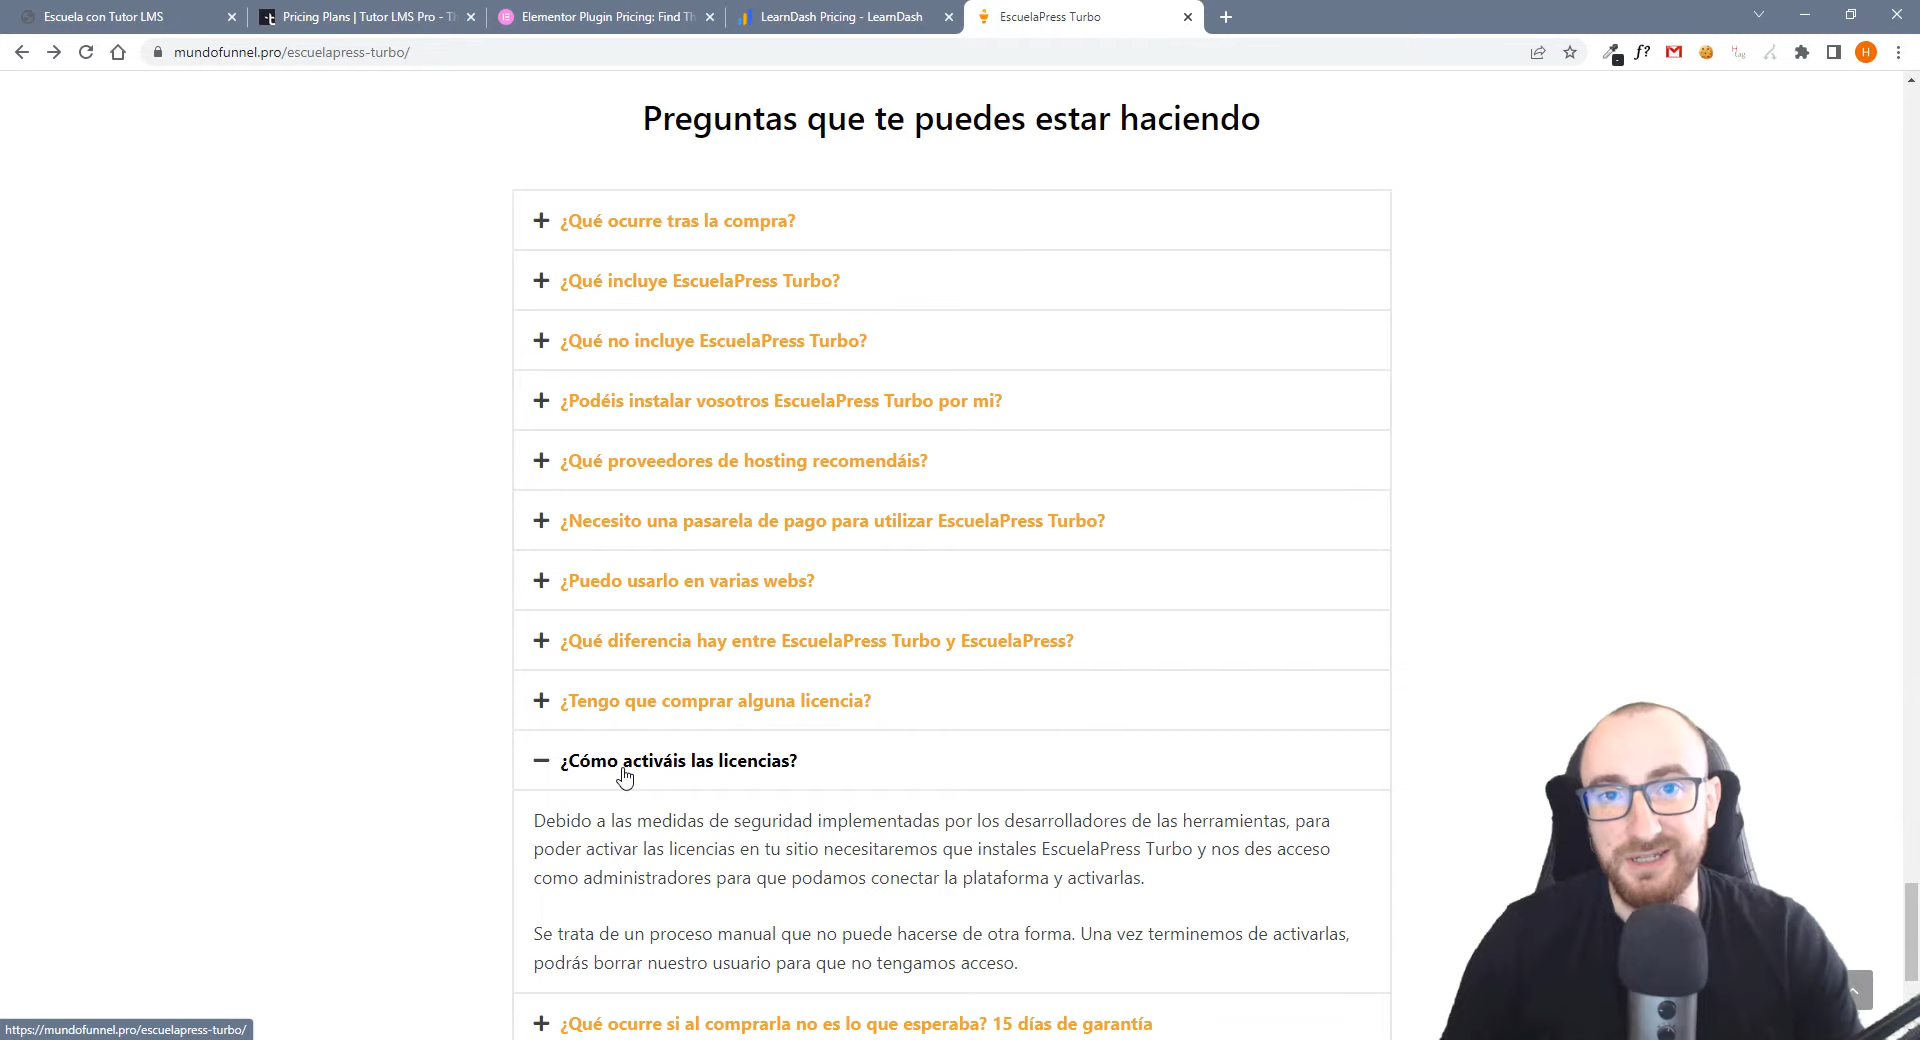 Escuela con Tutor LMS
Pricing Plans | Tutor LMS Pro - Th
Elementor Plugin Pricing: Find Th
LearnDash Pricing - LearnDash
EscuelaPress Turbo
mundofunnel.pro/escuelapress-turbo/
f?
H
Preguntas que te puedes estar haciendo
¿Qué ocurre tras la compra?
¿Qué incluye EscuelaPress Turbo?
¿Qué no incluye EscuelaPress Turbo?
¿Podéis instalar vosotros EscuelaPress Turbo por mi?
¿Qué proveedores de hosting recomendáis?
¿Necesito una pasarela de pago para utilizar EscuelaPress Turbo?
¿Puedo usarlo en varias webs?
¿Qué diferencia hay entre EscuelaPress Turbo y EscuelaPress?
¿Tengo que comprar alguna licencia?
¿Cómo activáis las licencias?
Debido a las medidas de seguridad implementadas por los desarrolladores de las herramientas, para
poder activar las licencias en tu sitio necesitaremos que instales EscuelaPress Turbo y nos des acceso
como administradores para que podamos conectar la plataforma y activarlas.
Se trata de un proceso manual que no puede hacerse de otra forma. Una vez terminemos de activarlas,
podrás borrar nuestro usuario para que no tengamos acceso.
¿Qué ocurre si al comprarla no es lo que esperaba? 15 días de garantía
https://mundofunnel.pro/escuelapress-turbo/